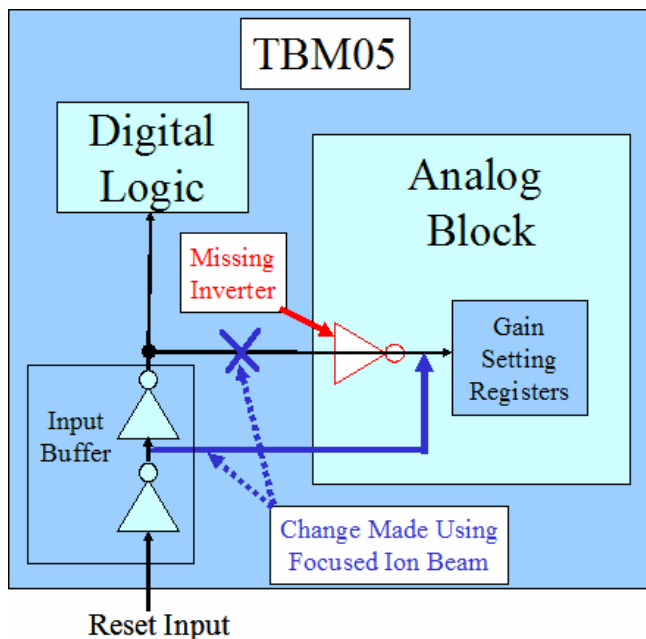 TBM05
Digital
Logic
Analog
Block
Missing
Inverter
Gain
Setting
Registers
Input
Buffer
Change Made Using
Focused Ion Beam
Reset Input